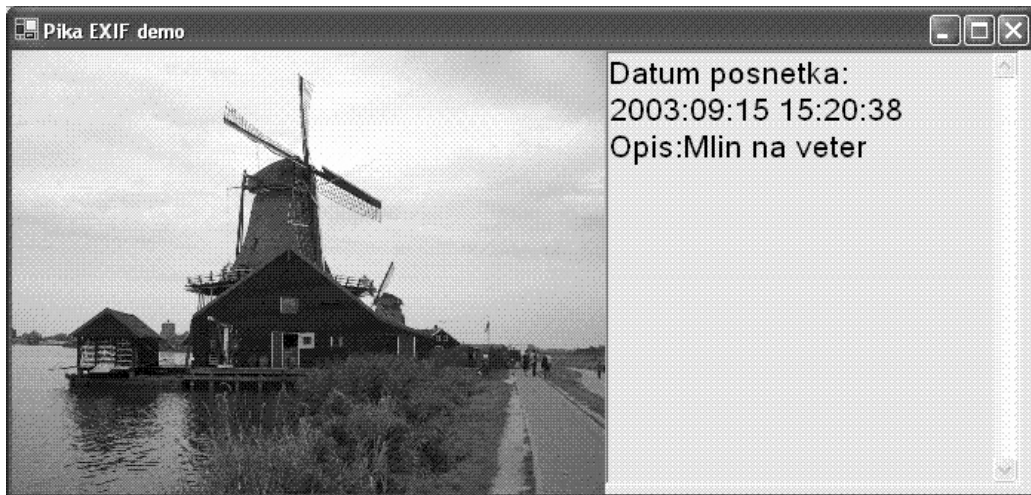 Pika EXIF demo
Datum posnetka:
2003:09:15 15:20:38
Opis:Mlin na veter